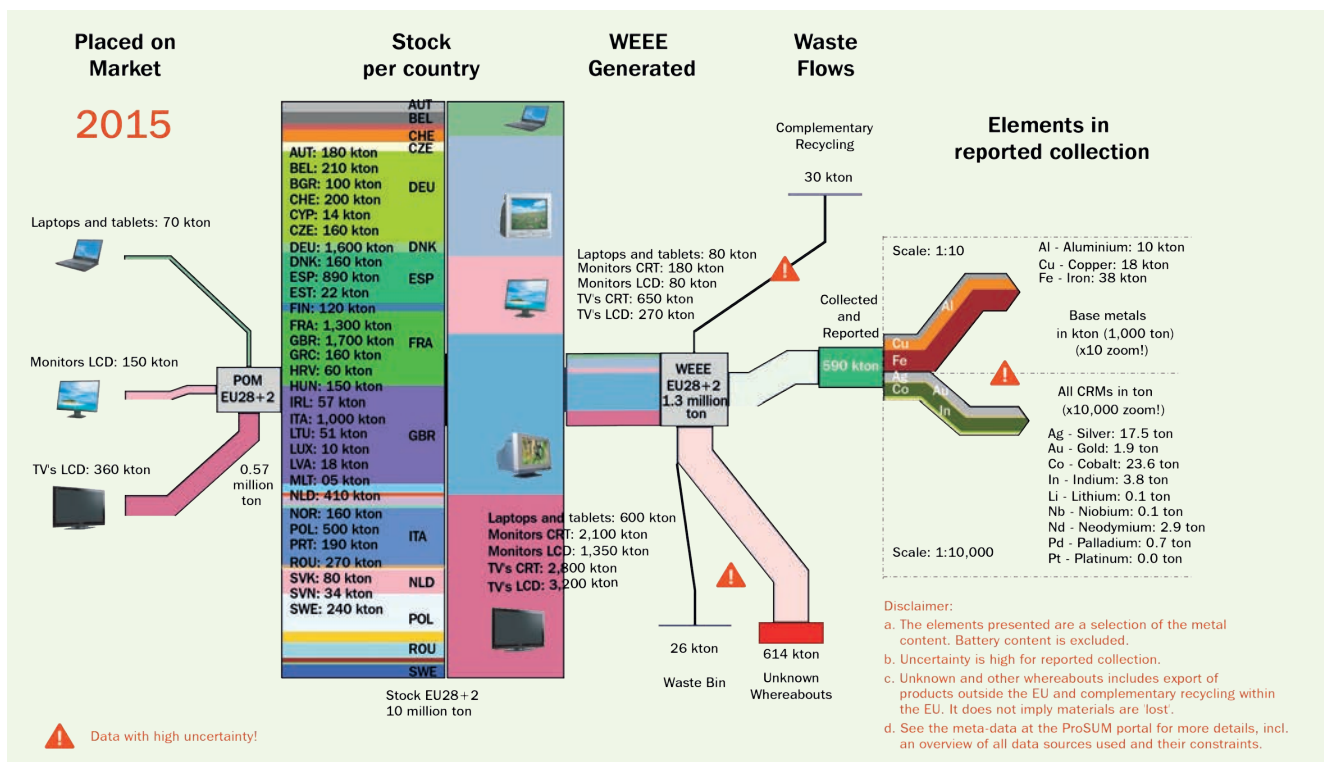 Placed on
Market
Stock
per country
WEEE
Generated
Waste
Flows
2015
Elements in
reported collection
Laptops and tablets: 70 kton
Monitors LCD: 150 kton
TV's LCD: 360 kton
POM
EU28+2
0.57
million
ton
AUT
BEL
CHE
CZE
DEU
DNK
ESP
FRA
GBR
ITA
NLD
POL
ROU
SWE
AUT: 180 kton
BEL: 210 kton
BGR: 100 kton
CHE: 200 kton
CYP: 14 kton
CZE: 160 kton
DEU: 1,600 kton
DNK: 160 kton
ESP: 890 kton
EST: 22 kton
FIN: 120 kton
FRA: 1,300 kton
GBR: 1,700 kton
GRC: 160 kton
HRV: 60 kton
HUN: 150 kton
IRL: 57 kton
ITA: 1,000 kton
LTU: 51 kton
LUX: 10 kton
LVA: 18 kton
MLT: 05 kton
NLD: 410 kton
NOR: 160 kton
POL: 500 kton
PRT: 190 kton
ROU: 270 kton
SVK: 80 kton
SVN: 34 kton
SWE: 240 kton
Stock EU28+2
10 million ton
Laptops and tablets: 600 kton
Monitors CRT: 2,100 kton
Monitors LCD: 1,350 kton
TV's CRT: 2,800 kton
TV's LCD: 3,200 kton
Laptops and tablets: 80 kton
Monitors CRT: 180 kton
Monitors LCD: 80 kton
TV's CRT: 650 kton
TV's LCD: 270 kton
WEEE
EU28+2
1.3 million
ton
Complementary
Recycling
30 kton
Collected
and
Reported
590 kton
26 kton
Waste Bin
614 kton
Unknown
Whereabouts
Scale: 1:10
Al
Cu
Fe
Ag
Co
Au
In
Al - Aluminium: 10 kton
Cu - Copper: 18 kton
Fe - Iron: 38 kton
Base metals
in kton (1,000 ton)
(x10 zoom!)
All CRMs in ton
(x10,000 zoom!)
Ag - Silver: 17.5 ton
Au - Gold: 1.9 ton
Co - Cobalt: 23.6 ton
In - Indium: 3.8 ton
Li - Lithium: 0.1 ton
Nb - Niobium: 0.1 ton
Nd - Neodymium: 2.9 ton
Pd - Palladium: 0.7 ton
Pt - Platinum: 0.0 ton
Scale: 1:10,000
Disclaimer:
a. The elements presented are a selection of the metal
content. Battery content is excluded.
b. Uncertainty is high for reported collection.
c. Unknown and other whereabouts includes export of
products outside the EU and complementary recycling within
the EU. It does not imply materials are 'lost'.
d. See the meta-data at the ProSUM portal for more details, incl.
an overview of all data sources used and their constraints.
Data with high uncertainty!